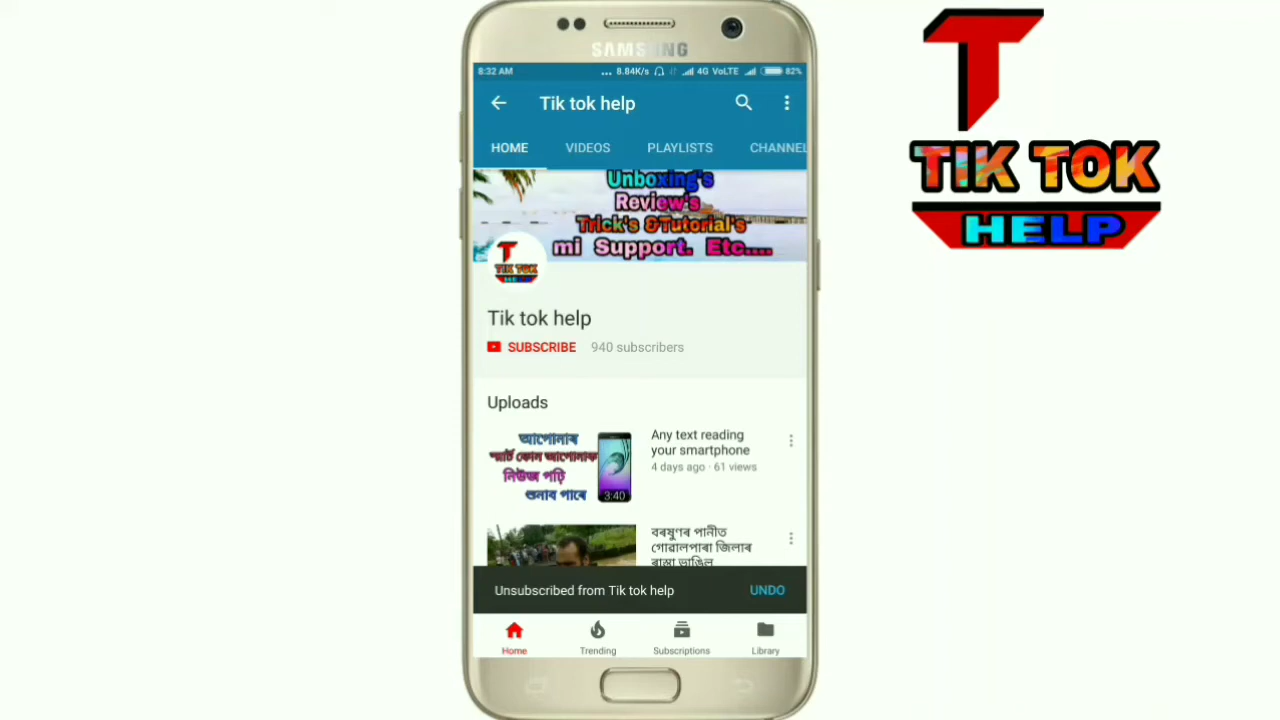 SAMSUNG
8:32 AM
... 8.84K/s 4G VoLTE 82%
Tik tok help
HOME VIDEOS PLAYLISTS CHANNEL
Unboxing's
Review's
Trick's &Tutorial's
mi Support. Etc....
T
TIK TOK
HELP
Tik tok help
SUBSCRIBE 940 subscribers
Uploads
আপোনাৰ
স্মাৰ্ট ফোন আপোনাক
নিউজ পঢ়ি
শুনাব পাৰে
3:40
Any text reading
your smartphone
4 days ago · 61 views
বৰষুণৰ পানীত
গোৱালপাৰা জিলাৰ
ৰাস্তা ভাঙিল
Unsubscribed from Tik tok help UNDO
Home Trending Subscriptions Library
T
TIK TOK
HELP